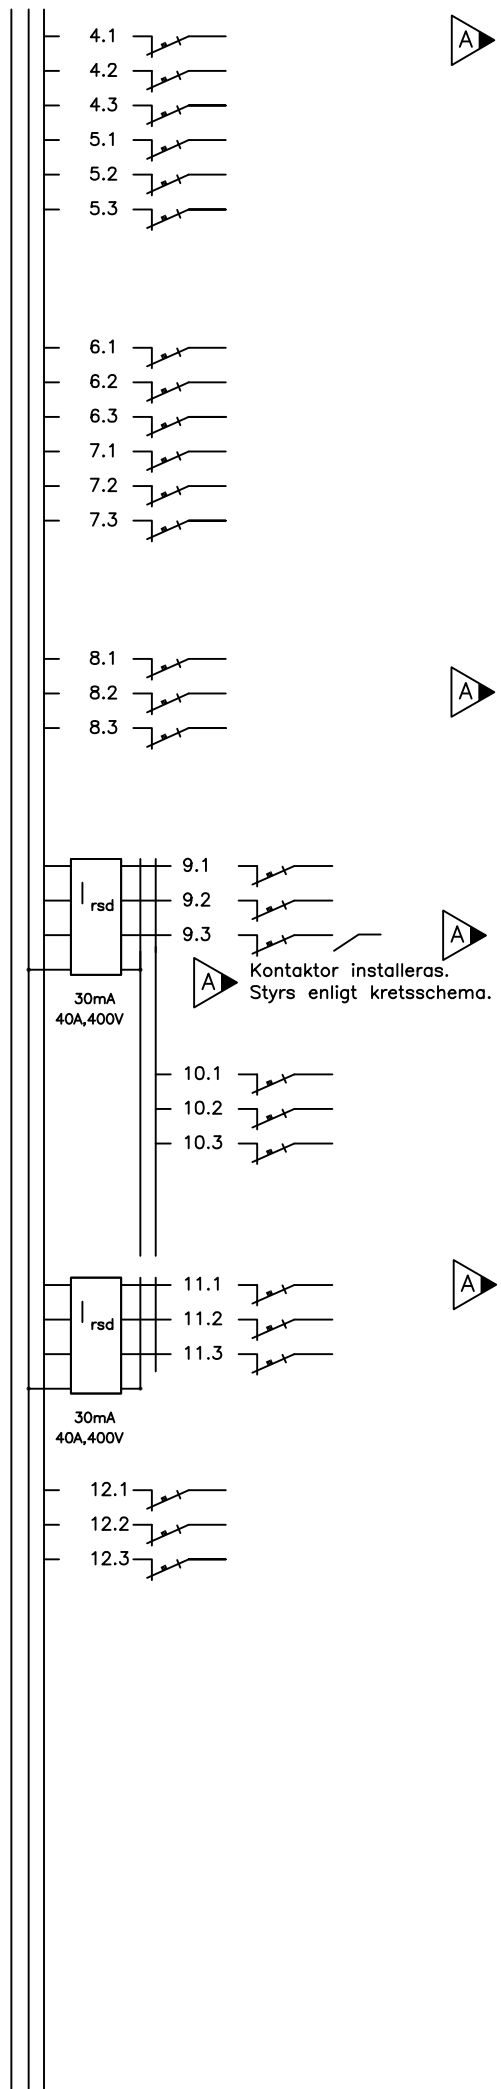 4.1 A
4.2
4.3
5.1
5.2
5.3
6.1
6.2
6.3
7.1
7.2
7.3
8.1
8.2 A
8.3
9.1
9.2
I rsd
9.3 A
A Kontaktor installeras.
Styrs enligt kretsschema.
30mA
40A,400V
10.1
10.2
10.3
11.1 A
11.2
I rsd
11.3
30mA
40A,400V
12.1
12.2
12.3